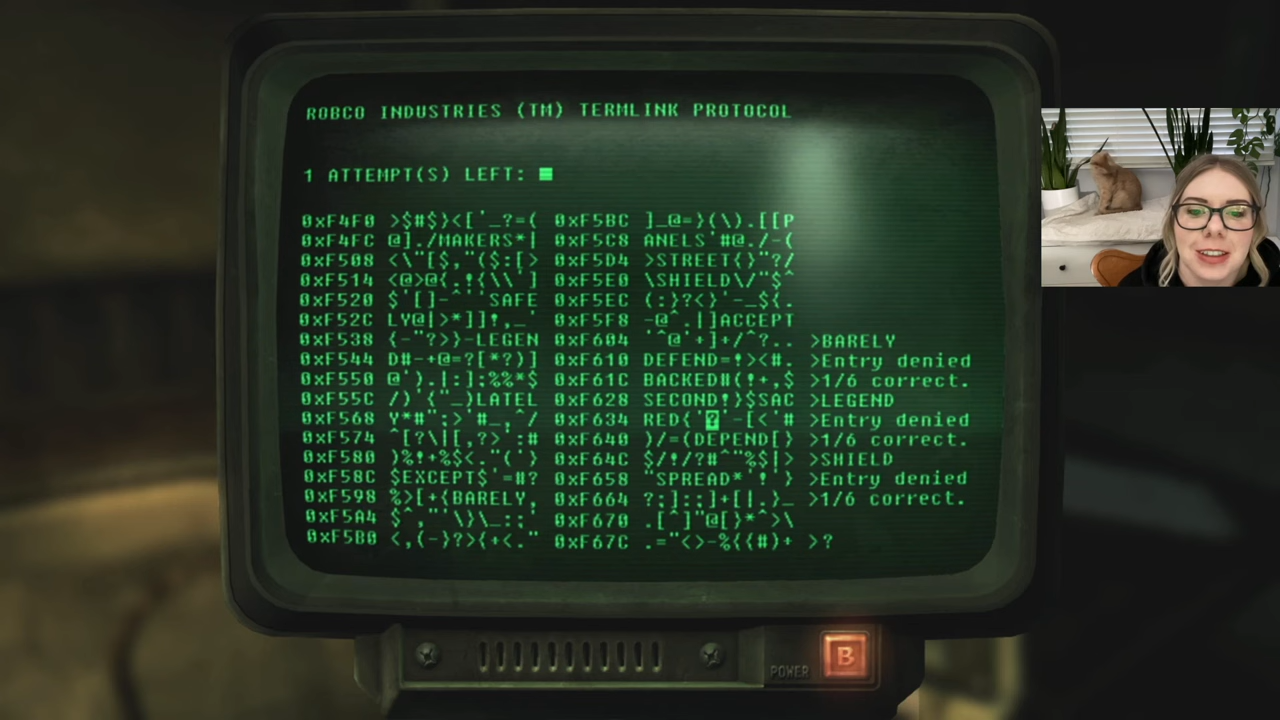 ROBCO INDUSTRIES (TM) TERMLINK PROTOCOL
1 ATTEMPT(S) LEFT:
0xF4F0 >$#$}<['_?=( 0xF5BC ]_@=}(\).[[P
0xF4FC @]./MAKERS*| 0xF5C8 ANELS'#@./-(
0xF508 <\"[$,"($:[> 0xF5D4 >STREET{}"?/
0xF514 <@>@{.!{\\'] 0xF5E0 \SHIELD\/"$^
0xF520 $'[]-^''SAFE 0xF5EC (:}?<}'-_${.
0xF52C LY@|>*]]!,_' 0xF5F8 -@^.|]ACCEPT
0xF538 {-"?>}-LEGEN 0xF604 '^@'+]+/^?.. >BARELY
0xF544 D#-+@=?[*?)] 0xF610 DEFEND=!><#. >Entry denied
0xF550 @').|:]:%%*$ 0xF61C BACKED#(!+,$ >1/6 correct.
0xF55C /)'{"_)LATEL 0xF628 SECOND!}$SAC >LEGEND
0xF568 Y*#";>'#_,^/ 0xF634 RED{'?'-[<'# >Entry denied
0xF574 ^[?\|[,?>':# 0xF640 )/=(DEPEND[} >1/6 correct.
0xF580 )%!+%$<."('} 0xF64C $/!/?#^"%$|> >SHIELD
0xF58C $EXCEPT$'=#? 0xF658 "SPREAD*'!'} >Entry denied
0xF598 %>[+{BARELY, 0xF664 ?;];:]+[|.}_ >1/6 correct.
0xF5A4 $^,"'\}\_::' 0xF670 .[^]"@[}*^>\
0xF5B0 <,(-}?>{+<." 0xF67C .="<>-%{{#)+ >?
POWER
B